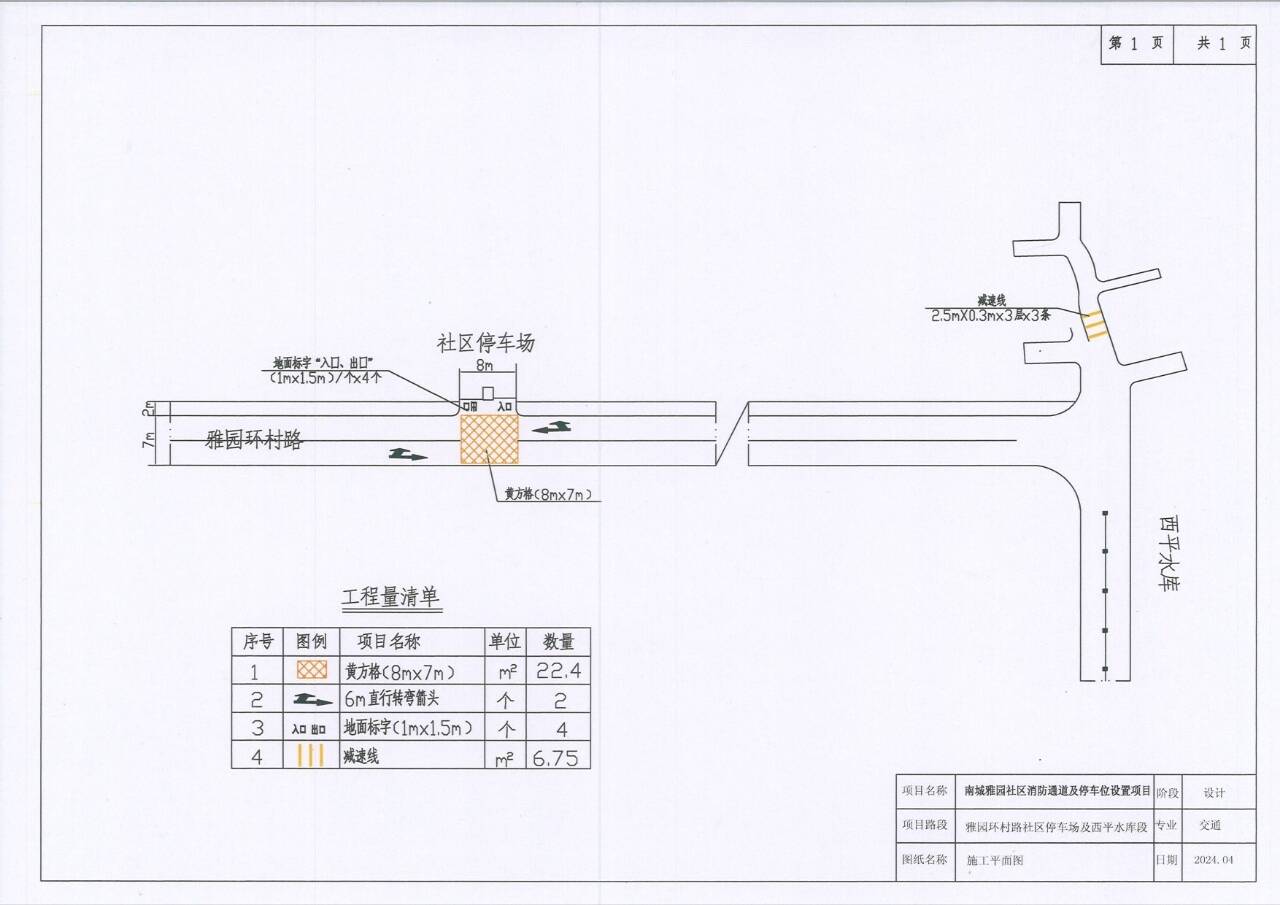 第 1 页 共 1 页
减速线
2.5mX0.3mx3层x3条
社区停车场
8m
地面标字“入口、出口”
(1mx1.5m)/个x4个
出口 入口
2m
7m
雅园环村路
黄方格(8mx7m)
西平水库
工程量清单
序号 图例 项目名称 单位 数量
1 黄方格(8mx7m) m² 22.4
2 6m直行转弯箭头 个 2
3 入口 出口 地面标字(1mx1.5m) 个 4
4 减速线 m² 6.75
项目名称 南城雅园社区消防通道及停车位设置项目 阶段 设计
项目路段 雅园环村路社区停车场及西平水库段 专业 交通
图纸名称 施工平面图 日期 2024.04